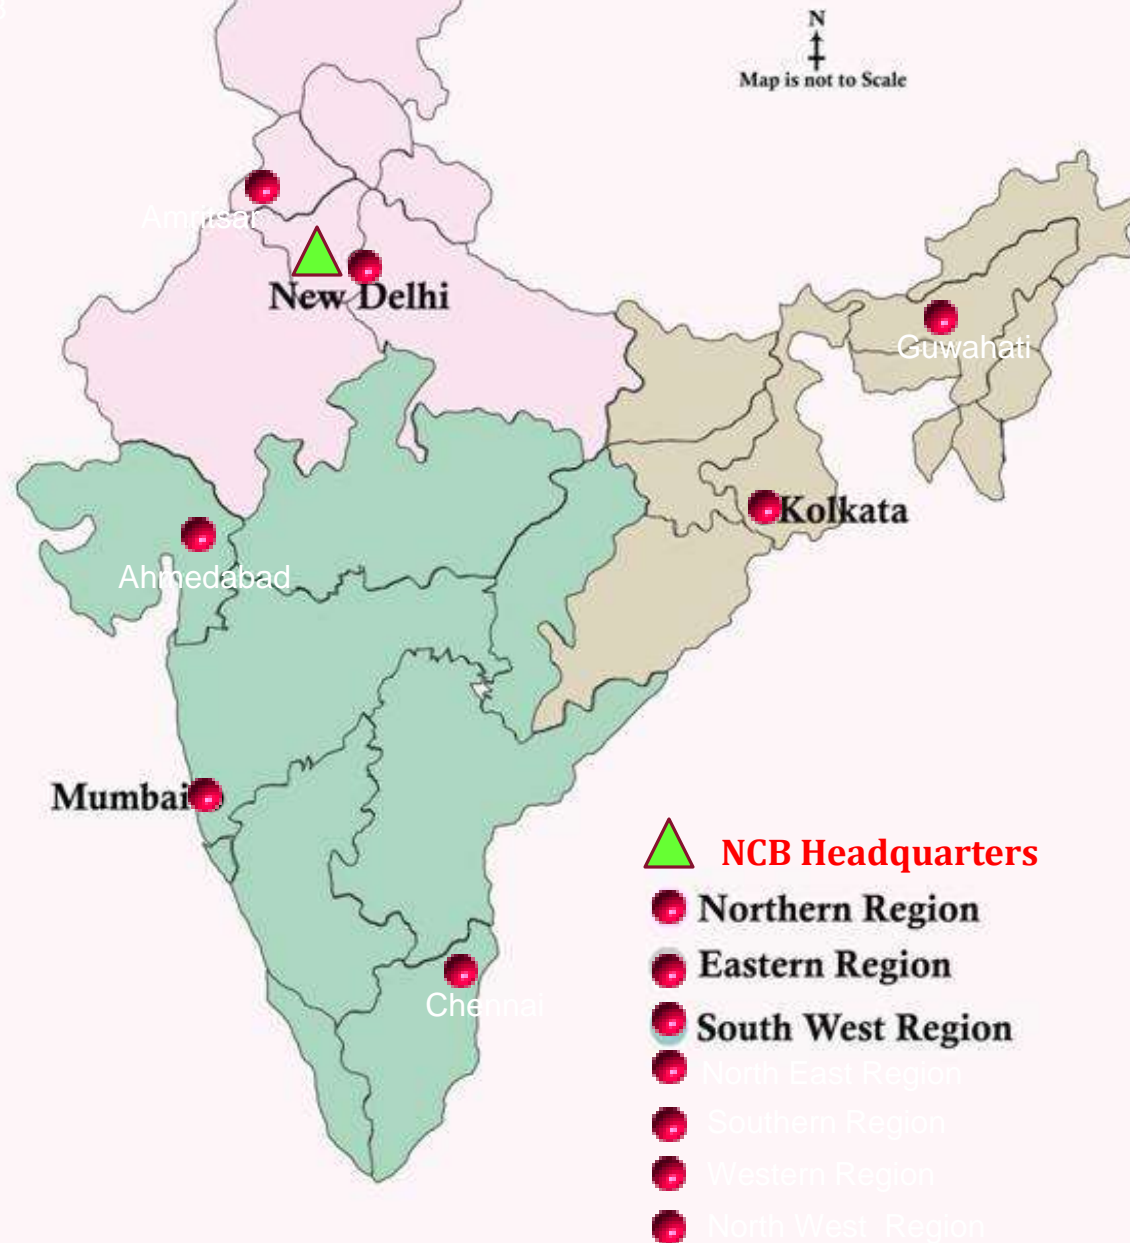 N
Map is not to Scale
Amritsar
New Delhi
Guwahati
Kolkata
Ahmedabad
Mumbai
Chennai
NCB Headquarters
Northern Region
Eastern Region
South West Region
North East Region
Southern Region
Western Region
North West Region